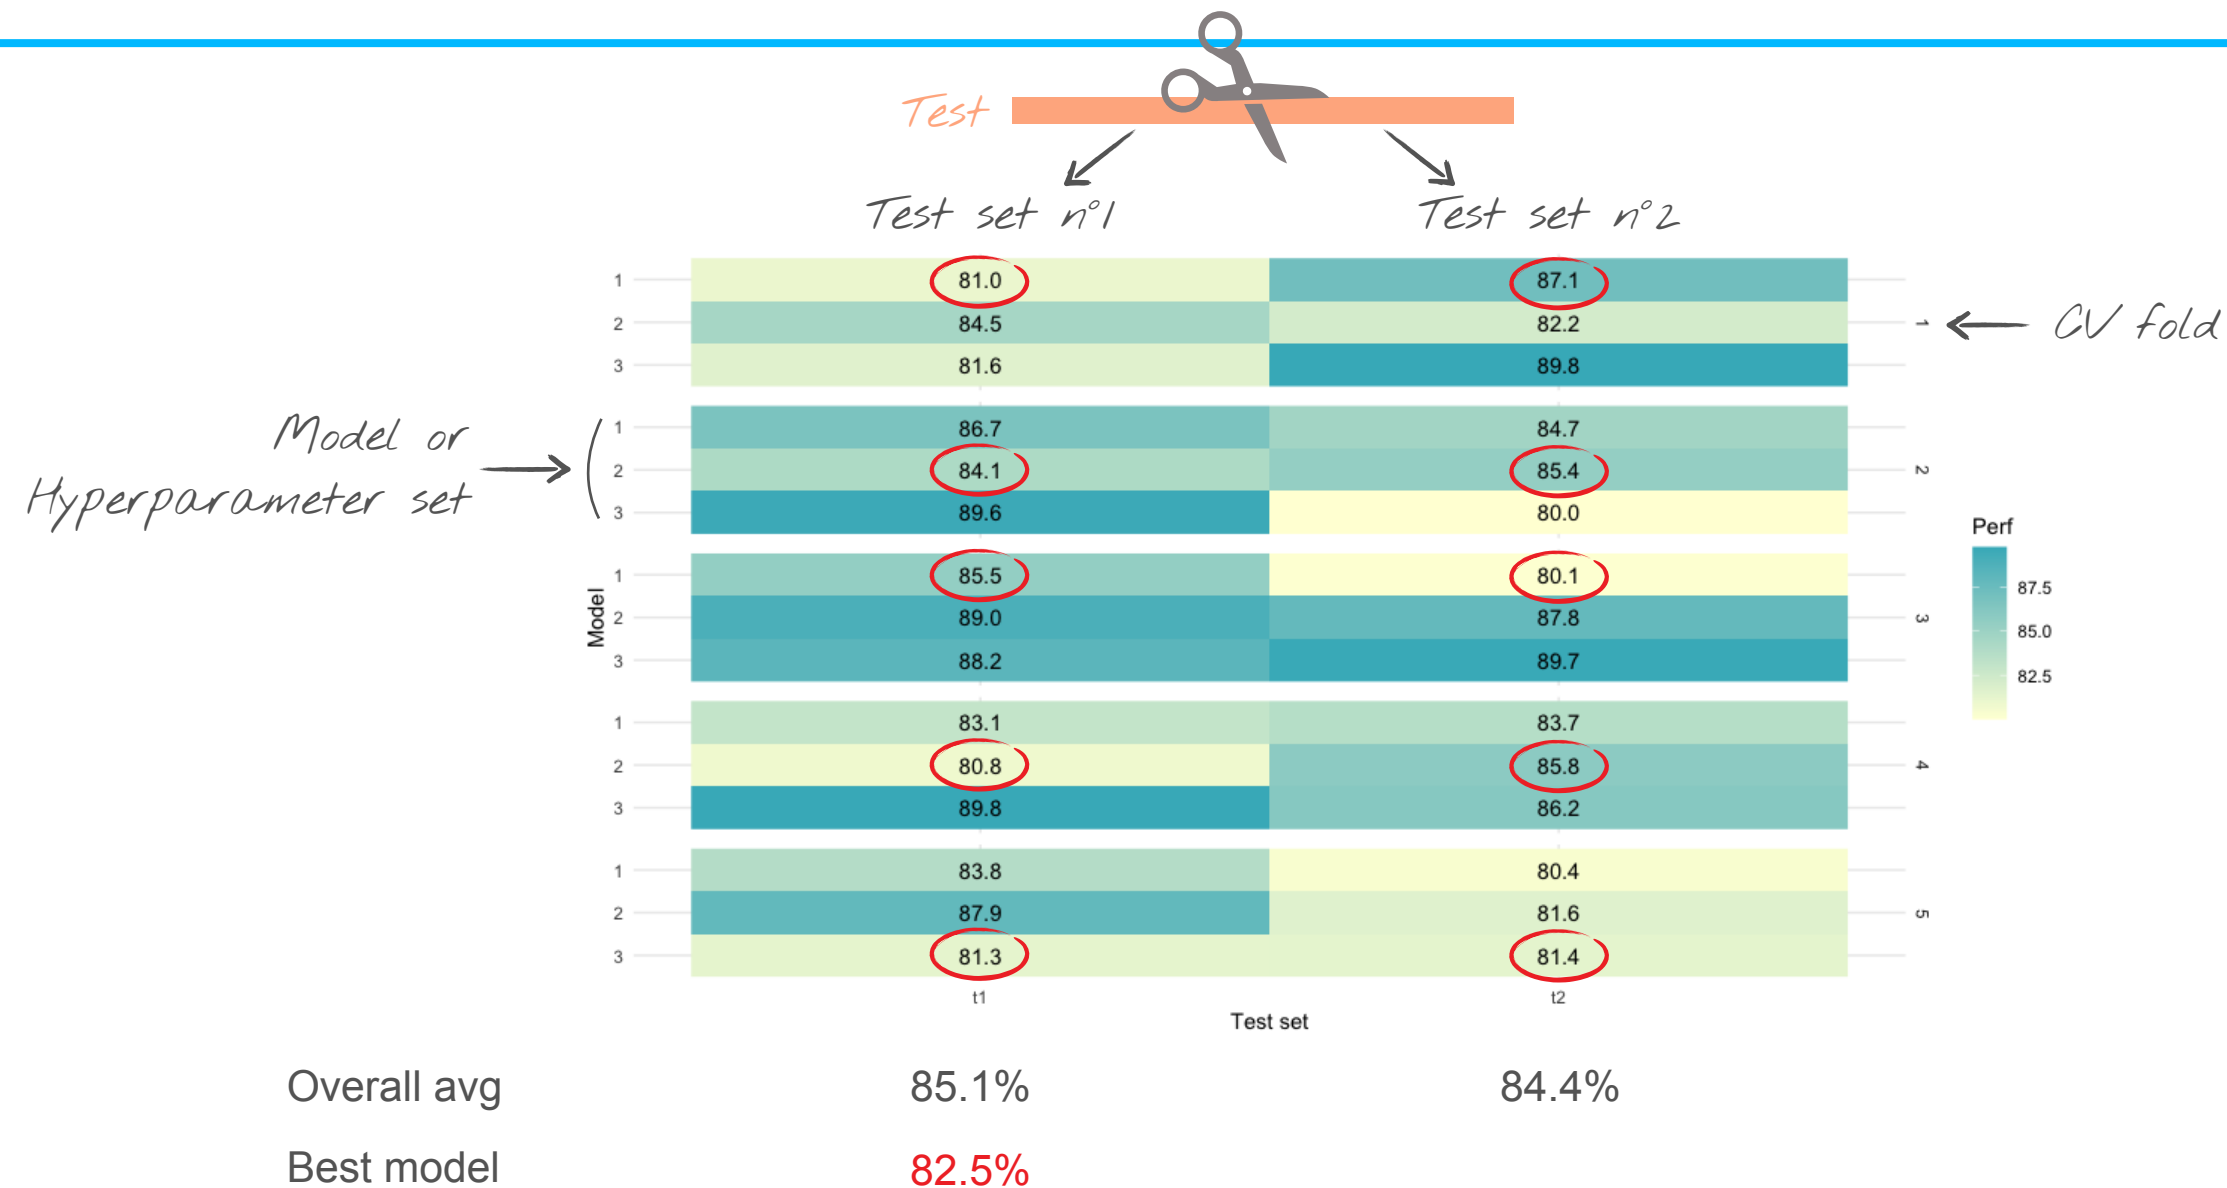 Test
Test set n°1 Test set n°2
1 81.0 87.1
2 84.5 82.2 1 CV fold
3 81.6 89.8
Model or
Hyperparameter set
1 86.7 84.7
2 84.1 85.4 2
3 89.6 80.0
Perf
87.5
85.0
82.5
Model
1 85.5 80.1
2 89.0 87.8 3
3 88.2 89.7
1 83.1 83.7
2 80.8 85.8 4
3 89.8 86.2
1 83.8 80.4
2 87.9 81.6 5
3 81.3 81.4
t1 t2
Test set
Overall avg 85.1% 84.4%
Best model 82.5%